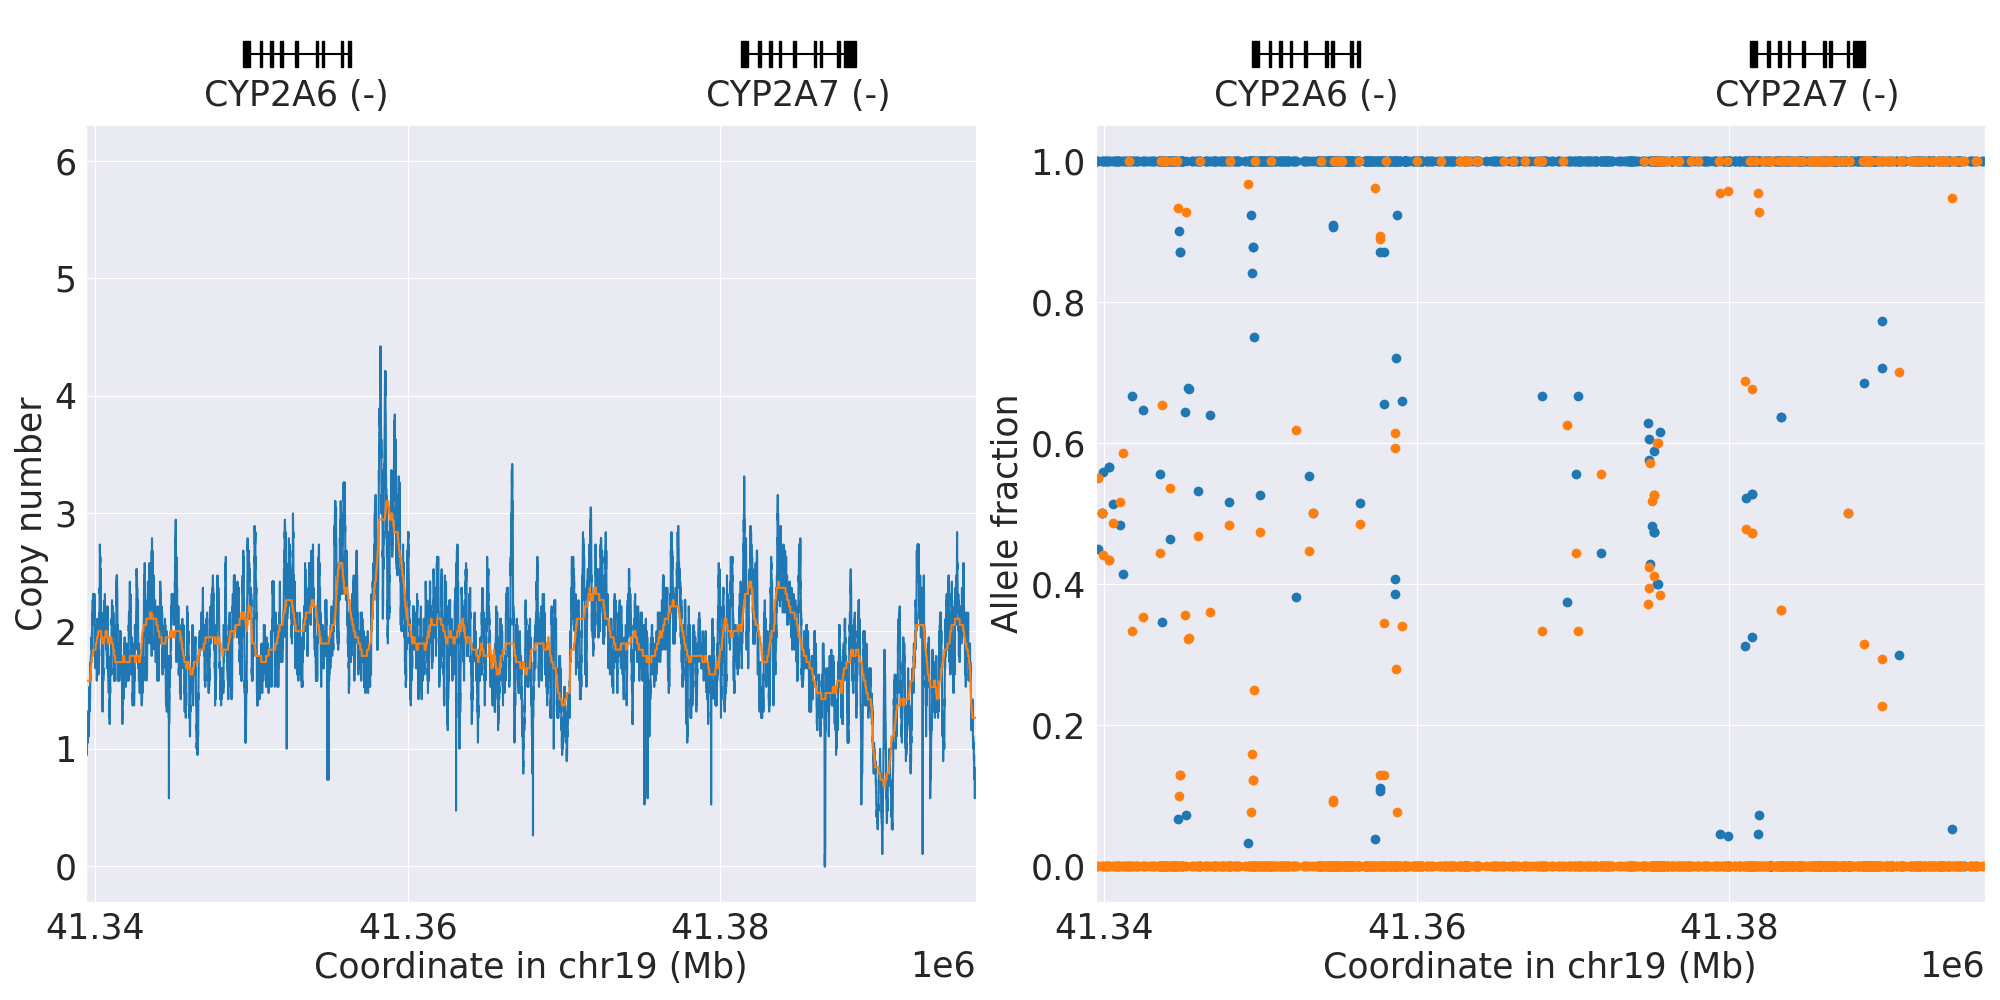 CYP2A6 (-) CYP2A7 (-)
6
5
4
3
2
1
0
Copy number
41.34 41.36 41.38
Coordinate in chr19 (Mb) 1e6
CYP2A6 (-) CYP2A7 (-)
1.0
0.8
0.6
0.4
0.2
0.0
Allele fraction
41.34 41.36 41.38
Coordinate in chr19 (Mb) 1e6